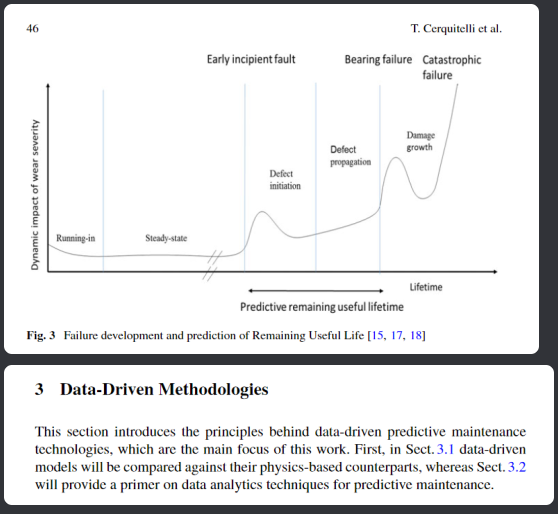 46
T. Cerquitelli et al.
Early incipient fault
Bearing failure
Catastrophic
failure
Dynamic impact of wear severity
Running-in
Steady-state
Defect
initiation
Defect
propagation
Damage
growth
Lifetime
Predictive remaining useful lifetime
Fig. 3 Failure development and prediction of Remaining Useful Life [15, 17, 18]
3 Data-Driven Methodologies
This section introduces the principles behind data-driven predictive maintenance
technologies, which are the main focus of this work. First, in Sect. 3.1 data-driven
models will be compared against their physics-based counterparts, whereas Sect. 3.2
will provide a primer on data analytics techniques for predictive maintenance.